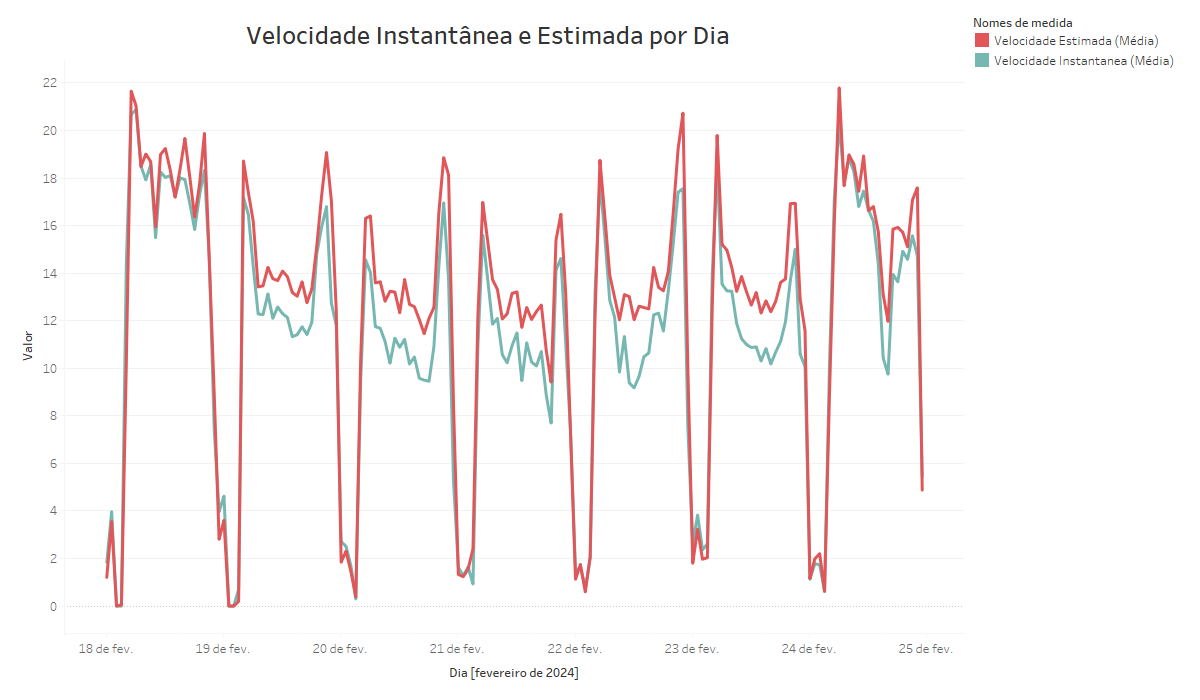 Velocidade Instantânea e Estimada por Dia
Nomes de medida
Velocidade Estimada (Média)
Velocidade Instantanea (Média)
22
20
18
16
14
12
10
8
6
4
2
0
Valor
18 de fev.
19 de fev.
20 de fev.
21 de fev.
22 de fev.
23 de fev.
24 de fev.
25 de fev.
Dia [fevereiro de 2024]